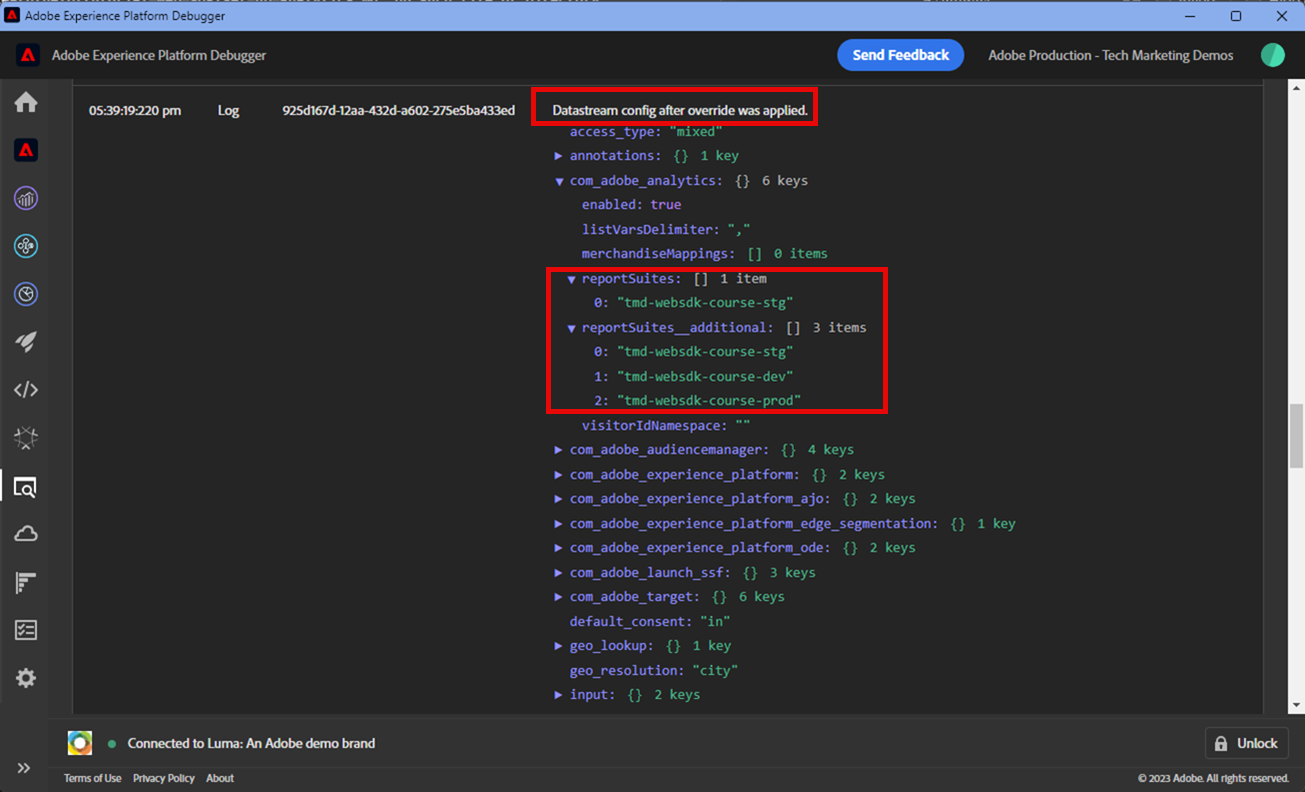 Adobe Experience Platform Debugger
Adobe Experience Platform Debugger
Send Feedback
Adobe Production - Tech Marketing Demos
05:39:19:220 pm Log 925d167d-12aa-432d-a602-275e5ba433ed Datastream config after override was applied.
access_type: "mixed"
annotations: {} 1 key
com_adobe_analytics: {} 6 keys
enabled: true
listVarsDelimiter: ","
merchandiseMappings: [] 0 items
reportSuites: [] 1 item
0: "tmd-websdk-course-stg"
reportSuites__additional: [] 3 items
0: "tmd-websdk-course-stg"
1: "tmd-websdk-course-dev"
2: "tmd-websdk-course-prod"
visitorIdNamespace: ""
com_adobe_audiencemanager: {} 4 keys
com_adobe_experience_platform: {} 2 keys
com_adobe_experience_platform_ajo: {} 2 keys
com_adobe_experience_platform_edge_segmentation: {} 1 key
com_adobe_experience_platform_ode: {} 2 keys
com_adobe_launch_ssf: {} 3 keys
com_adobe_target: {} 6 keys
default_consent: "in"
geo_lookup: {} 1 key
geo_resolution: "city"
input: {} 2 keys
Connected to Luma: An Adobe demo brand
Unlock
Terms of Use Privacy Policy About
© 2023 Adobe. All rights reserved.